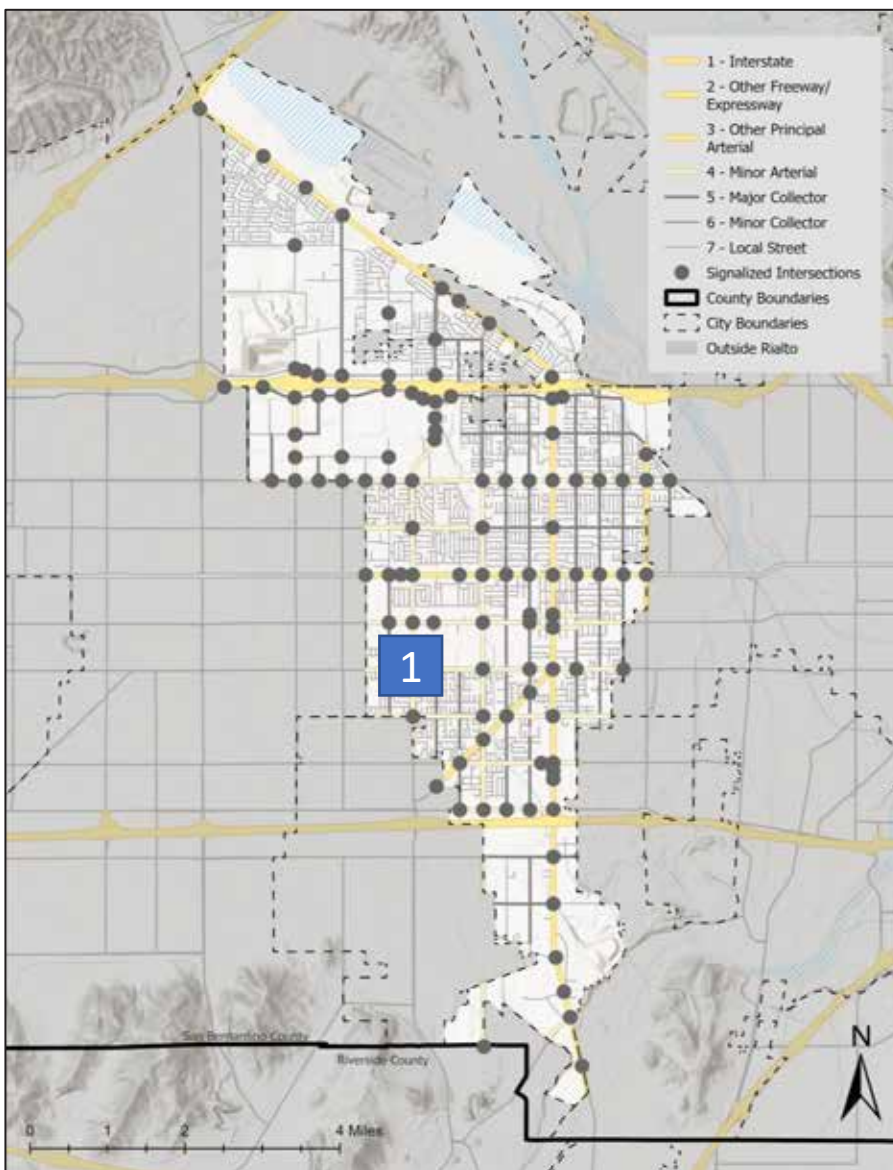 1 - Interstate
2 - Other Freeway/
Expressway
3 - Other Principal
Arterial
4 - Minor Arterial
5 - Major Collector
6 - Minor Collector
7 - Local Street
Signalized Intersections
County Boundaries
City Boundaries
Outside Rialto
1
San Bernardino County
Riverside County
N
0 2 4 Miles